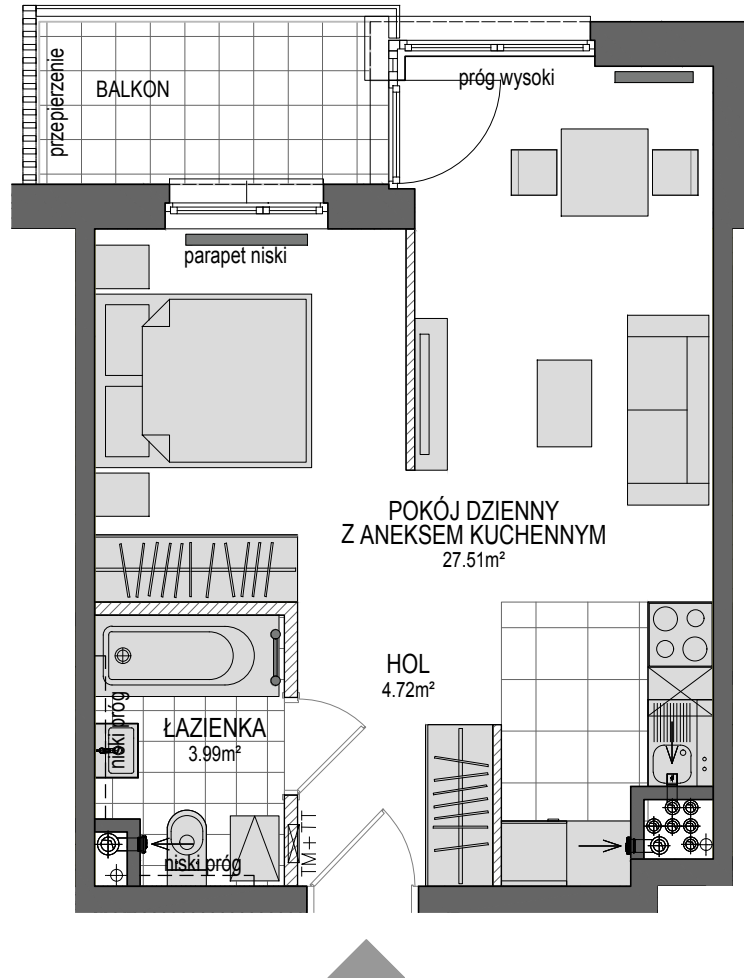 przepierzenie
BALKON
próg wysoki
parapet niski
POKÓJ DZIENNY
Z ANEKSEM KUCHENNYM
27.51m²
HOL
4.72m²
niski próg
ŁAZIENKA
3.99m²
TM+TT
niski próg